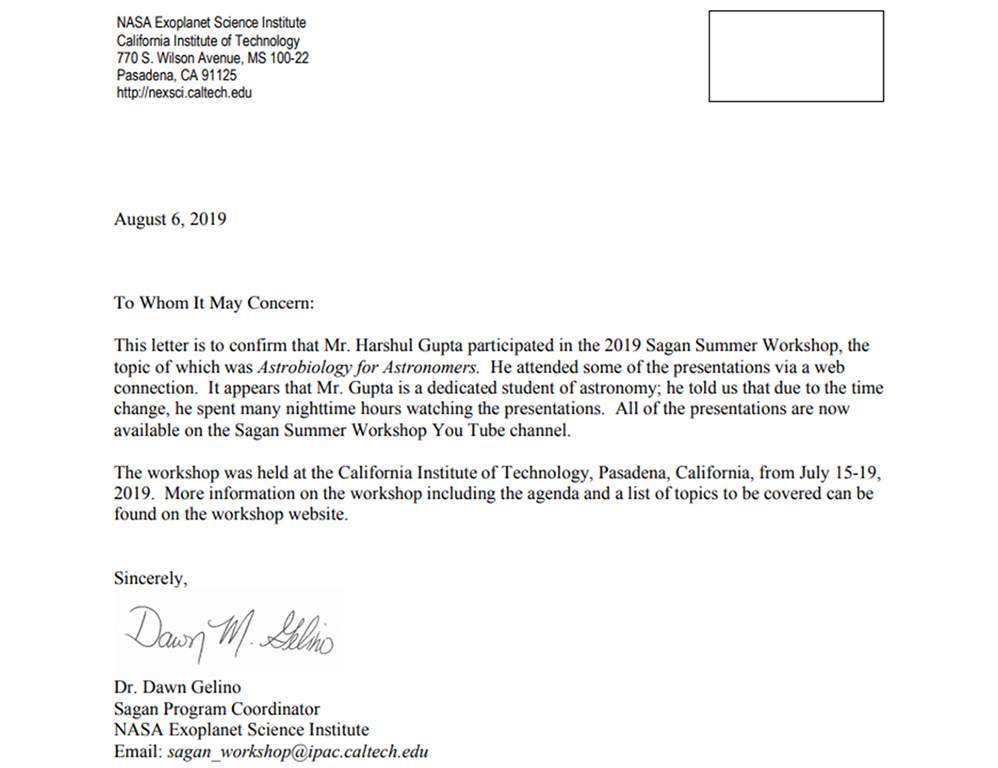 NASA Exoplanet Science Institute
California Institute of Technology
770 S. Wilson Avenue, MS 100-22
Pasadena, CA 91125
http://nexsci.caltech.edu
August 6, 2019
To Whom It May Concern:
This letter is to confirm that Mr. Harshul Gupta participated in the 2019 Sagan Summer Workshop, the
topic of which was Astrobiology for Astronomers. He attended some of the presentations via a web
connection. It appears that Mr. Gupta is a dedicated student of astronomy; he told us that due to the time
change, he spent many nighttime hours watching the presentations. All of the presentations are now
available on the Sagan Summer Workshop You Tube channel.
The workshop was held at the California Institute of Technology, Pasadena, California, from July 15-19,
2019. More information on the workshop including the agenda and a list of topics to be covered can be
found on the workshop website.
Sincerely,
Dawn M. Gelino
Dr. Dawn Gelino
Sagan Program Coordinator
NASA Exoplanet Science Institute
Email: sagan_workshop@ipac.caltech.edu